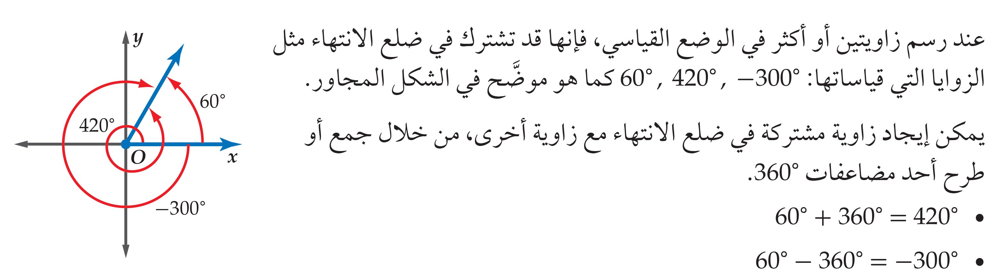 عند رسم زاويتين أو أكثر في الوضع القياسي، فإنها قد تشترك في ضلع الانتهاء مثل
الزوايا التي قياساتها: 60° , 420° , −300° كما هو موضَّح في الشكل المجاور.
يمكن إيجاد زاوية مشتركة في ضلع الانتهاء مع زاوية أخرى، من خلال جمع أو
طرح أحد مضاعفات 360°.
• 60° + 360° = 420°
• 60° − 360° = −300°
y
60°
420°
O
x
−300°